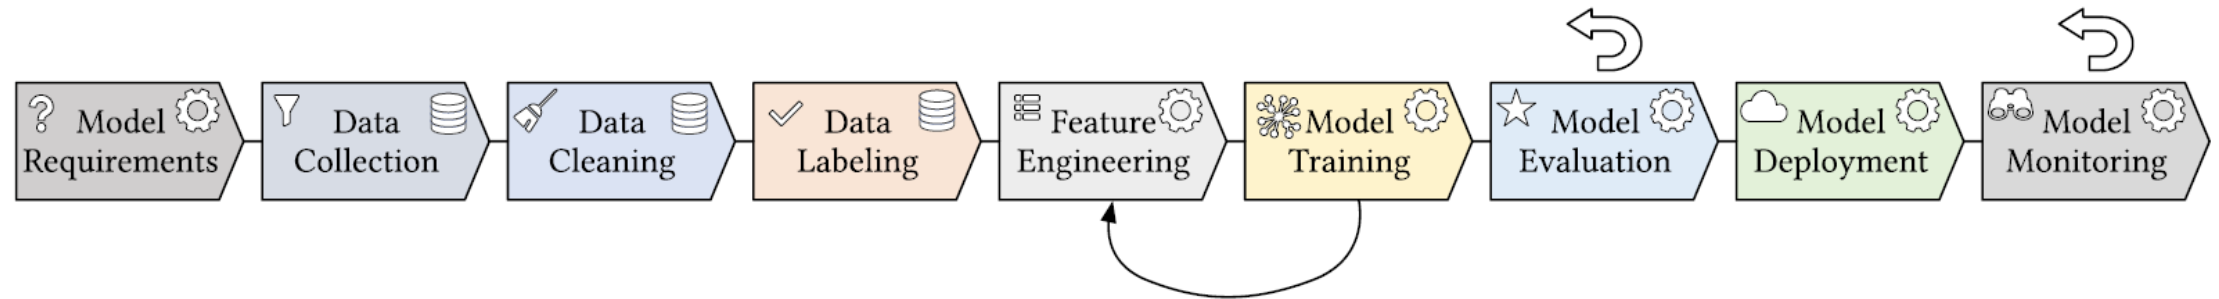 Model
Requirements
Data
Collection
Data
Cleaning
Data
Labeling
Feature
Engineering
Model
Training
Model
Evaluation
Model
Deployment
Model
Monitoring